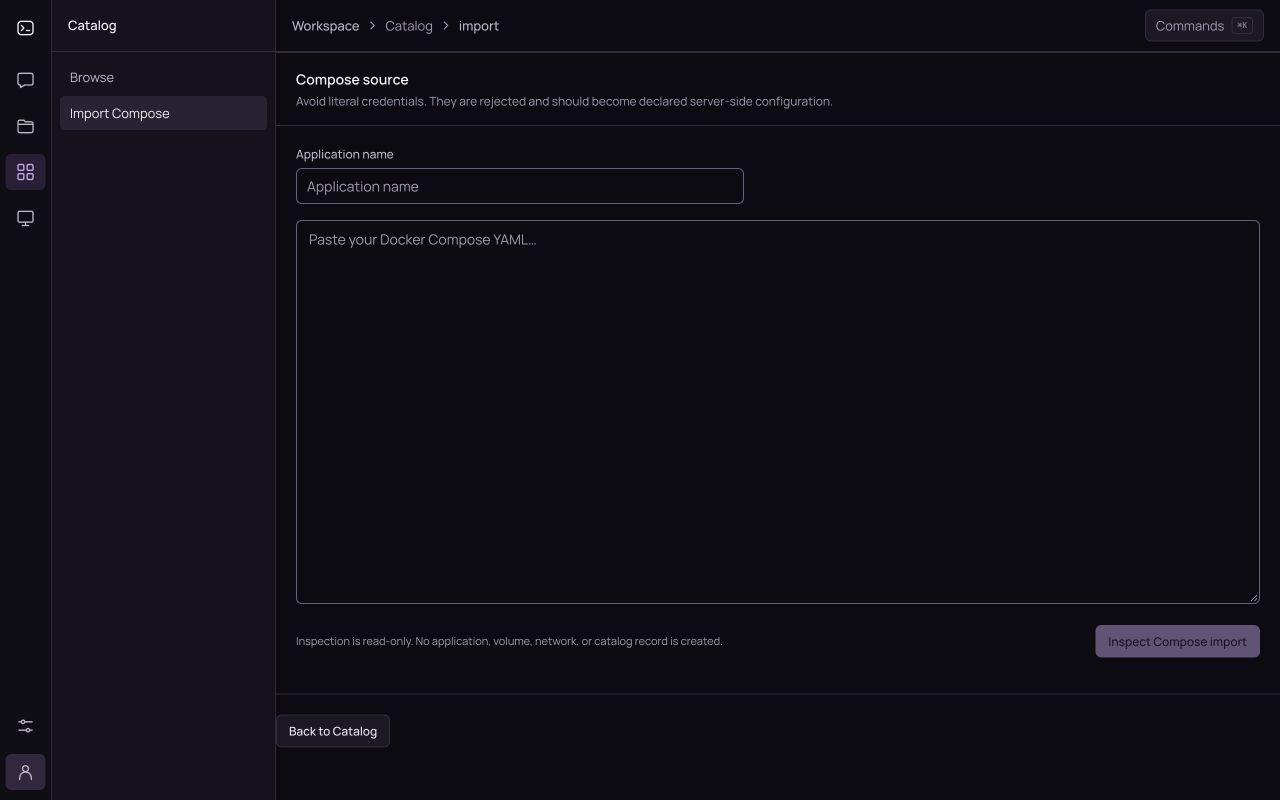 Catalog
Workspace > Catalog > import
Commands ⌘K
Browse
Import Compose
Compose source
Avoid literal credentials. They are rejected and should become declared server-side configuration.
Application name
Application name
Paste your Docker Compose YAML...
Inspection is read-only. No application, volume, network, or catalog record is created.
Inspect Compose import
Back to Catalog